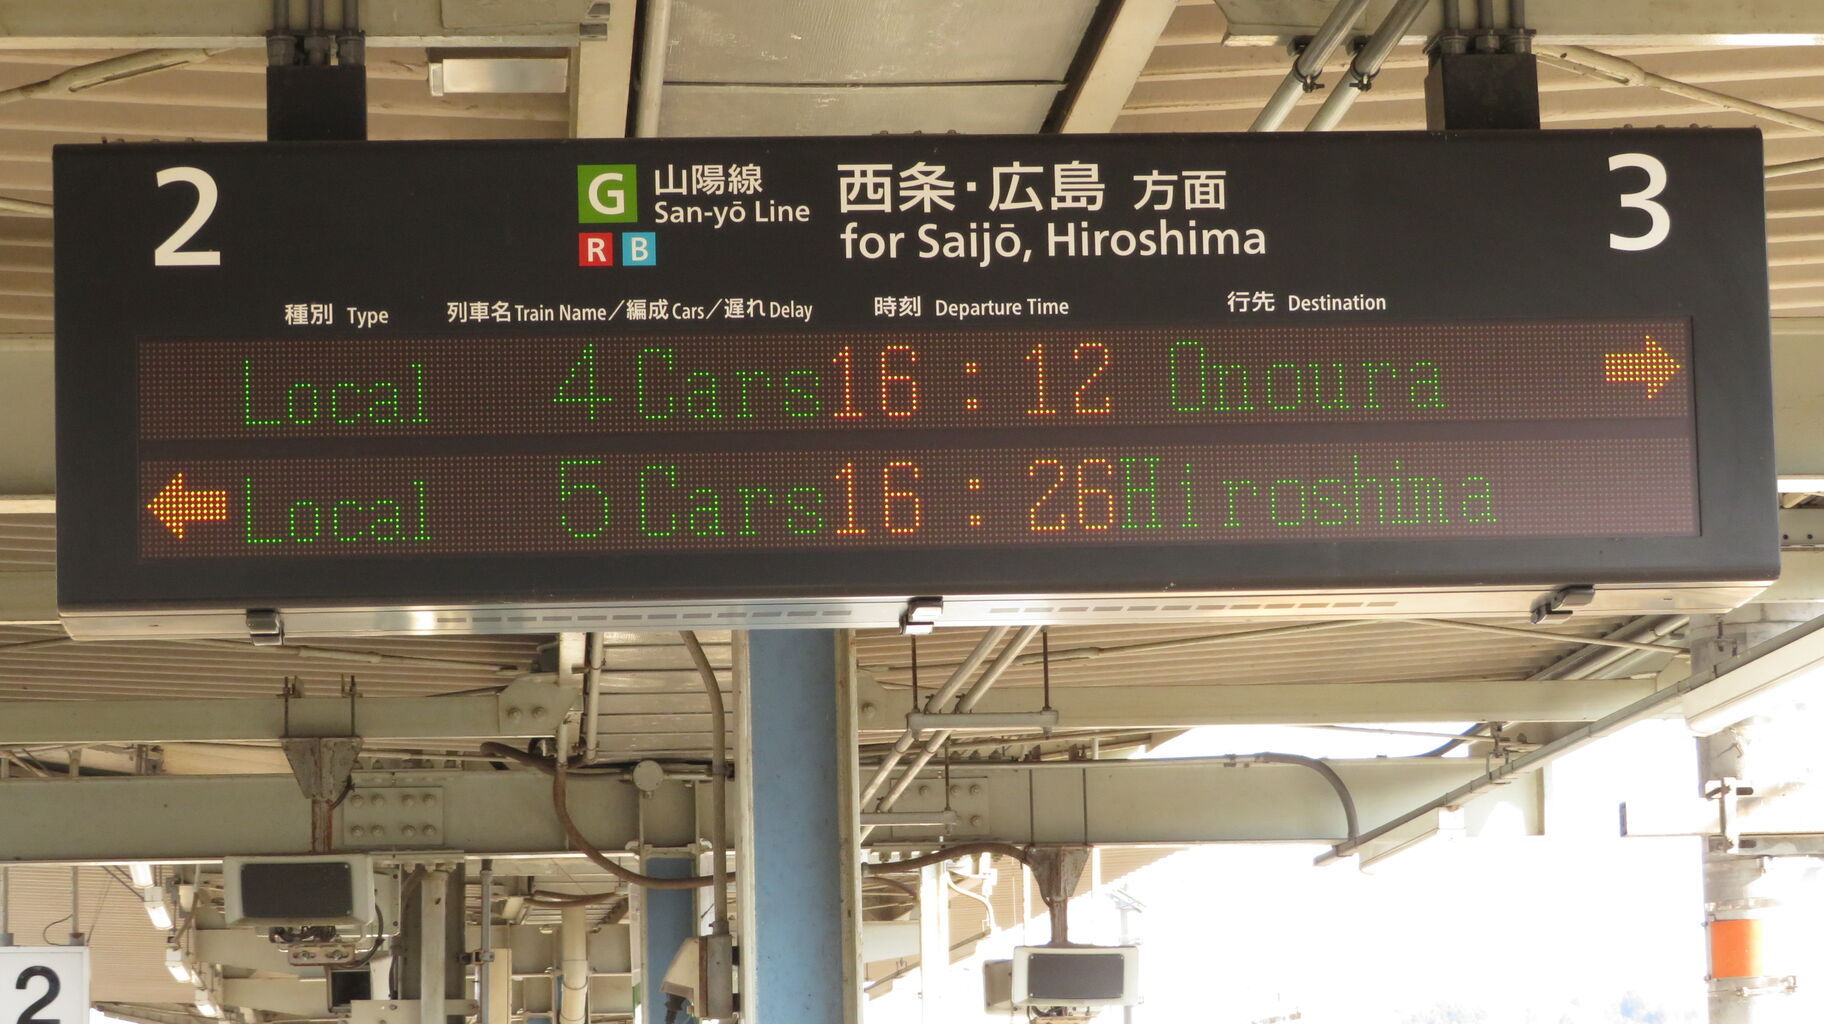 2
G 山陽線 西条・広島 方面
San-yō Line
R B
for Saijō, Hiroshima
3
種別 Type 列車名 Train Name／編成 Cars／遅れ Delay 時刻 Departure Time 行先 Destination
Local 4 Cars 16:12 Onoura →
← Local 5 Cars 16:26 Hiroshima
2